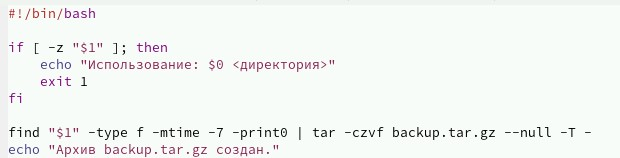 #!/bin/bash
if [ -z "$1" ]; then
echo "Использование: $0 <директория>"
exit 1
fi
find "$1" -type f -mtime -7 -print0 | tar -czvf backup.tar.gz --null -T -
echo "Архив backup.tar.gz создан."